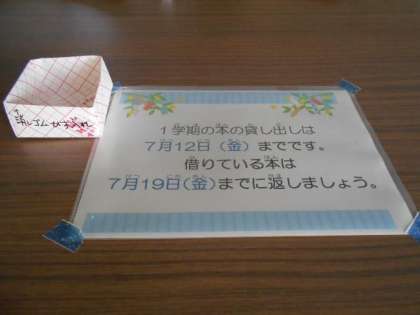 1学期の本の貸し出しは
7月12日(金)までです。
借りている本は
7月19日(金)までに返しましょう。